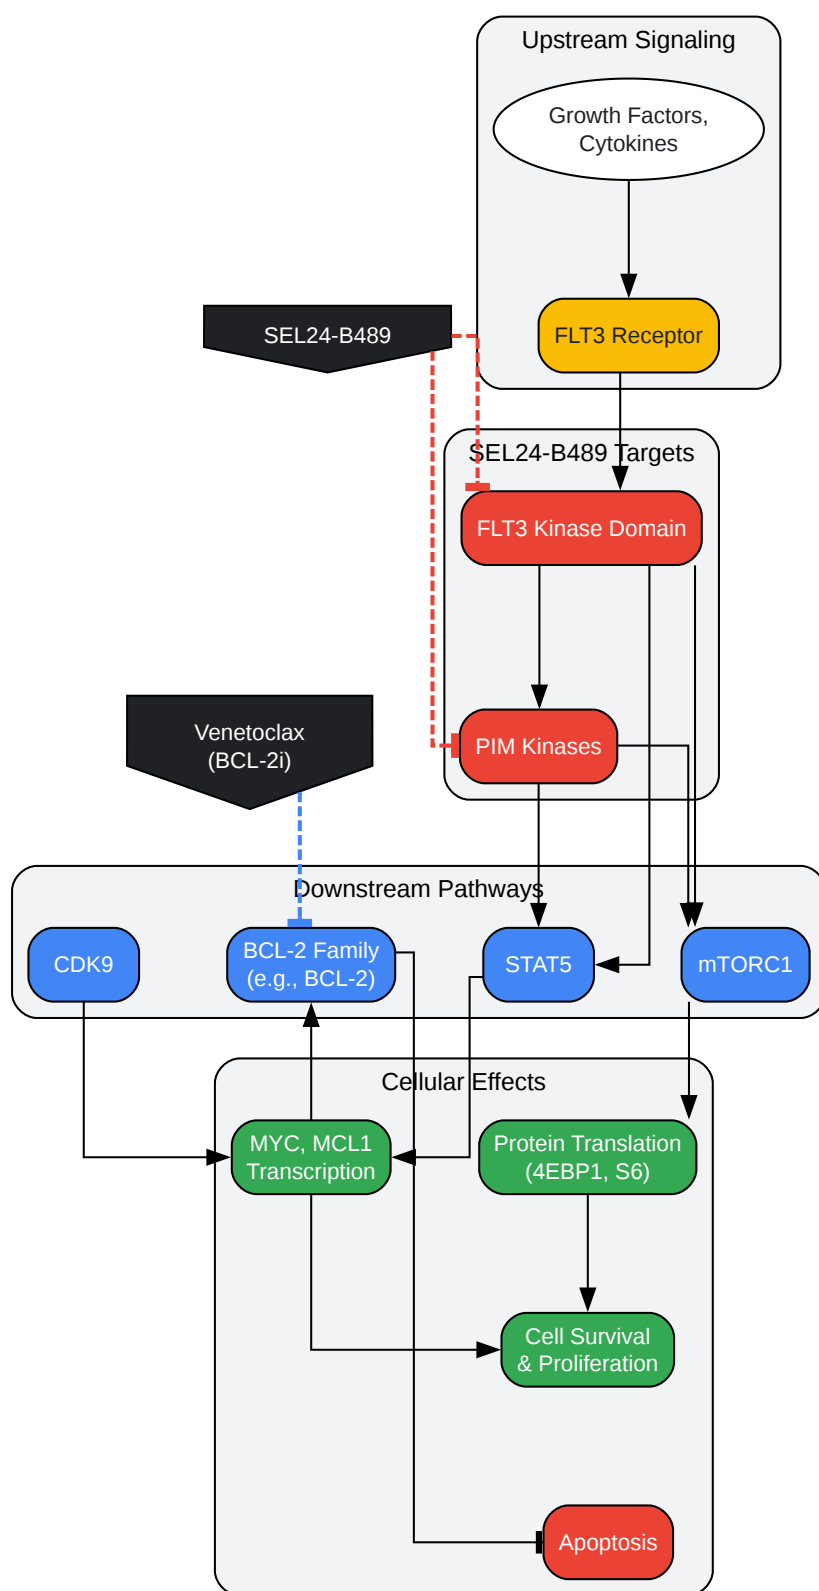 Upstream Signaling
Growth Factors,
Cytokines
SEL24-B489
FLT3 Receptor
SEL24-B489 Targets
FLT3 Kinase Domain
Venetoclax
(BCL-2i)
PIM Kinases
Downstream Pathways
CDK9
BCL-2 Family
(e.g., BCL-2)
STAT5
mTORC1
Cellular Effects
MYC, MCL1
Transcription
Protein Translation
(4EBP1, S6)
Cell Survival
& Proliferation
Apoptosis